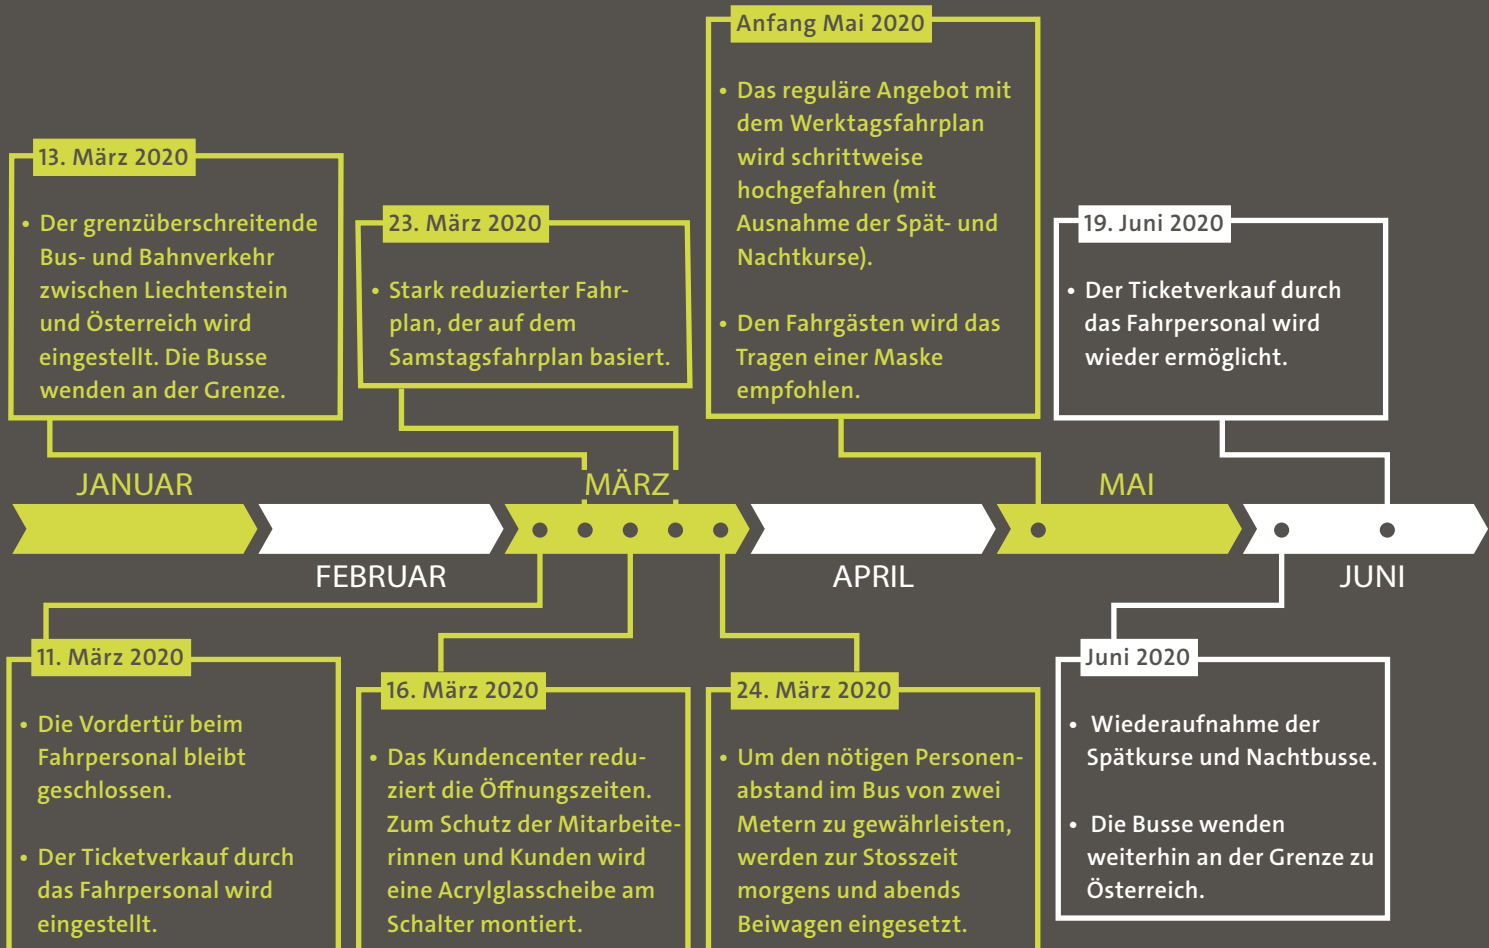 Anfang Mai 2020
• Das reguläre Angebot mit
dem Werktagsfahrplan
wird schrittweise
hochgefahren (mit
Ausnahme der Spät- und
Nachtkurse).
• Den Fahrgästen wird das
Tragen einer Maske
empfohlen.
13. März 2020
• Der grenzüberschreitende
Bus- und Bahnverkehr
zwischen Liechtenstein
und Österreich wird
eingestellt. Die Busse
wenden an der Grenze.
23. März 2020
• Stark reduzierter Fahr-
plan, der auf dem
Samstagsfahrplan basiert.
19. Juni 2020
• Der Ticketverkauf durch
das Fahrpersonal wird
wieder ermöglicht.
JANUAR
FEBRUAR
MÄRZ
APRIL
MAI
JUNI
11. März 2020
• Die Vordertür beim
Fahrpersonal bleibt
geschlossen.
• Der Ticketverkauf durch
das Fahrpersonal wird
eingestellt.
16. März 2020
• Das Kundencenter redu-
ziert die Öffnungszeiten.
Zum Schutz der Mitarbeite-
rinnen und Kunden wird
eine Acrylglasscheibe am
Schalter montiert.
24. März 2020
• Um den nötigen Personen-
abstand im Bus von zwei
Metern zu gewährleisten,
werden zur Stosszeit
morgens und abends
Beiwagen eingesetzt.
Juni 2020
• Wiederaufnahme der
Spätkurse und Nachtbusse.
• Die Busse wenden
weiterhin an der Grenze zu
Österreich.